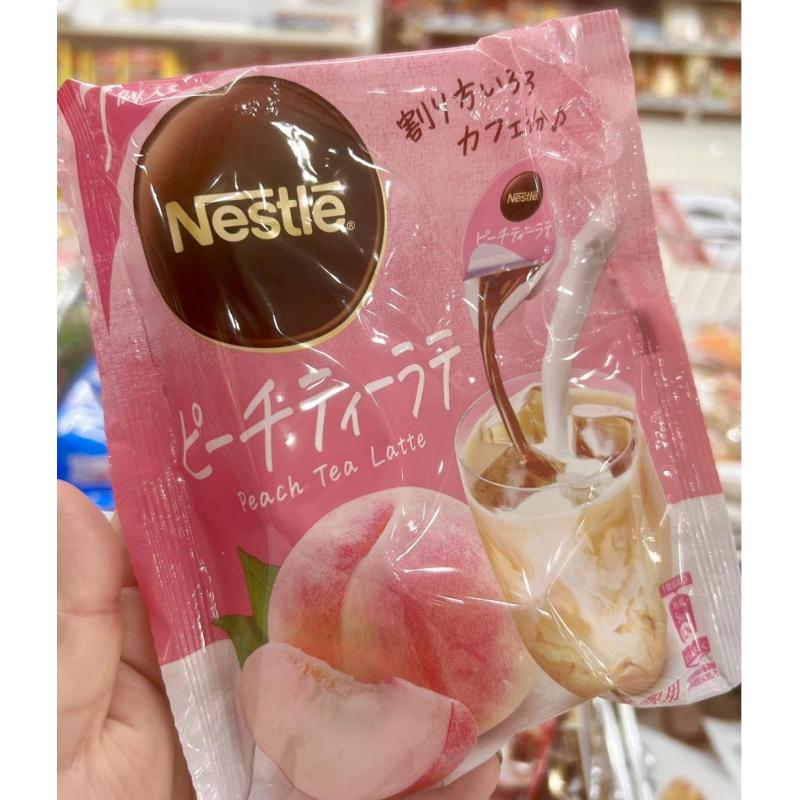 Nestlé®
割り方いろろ
カフェ気分♫
Nestlé
ピーチティーラテ
ピーチティーラテ
Peach Tea Latte